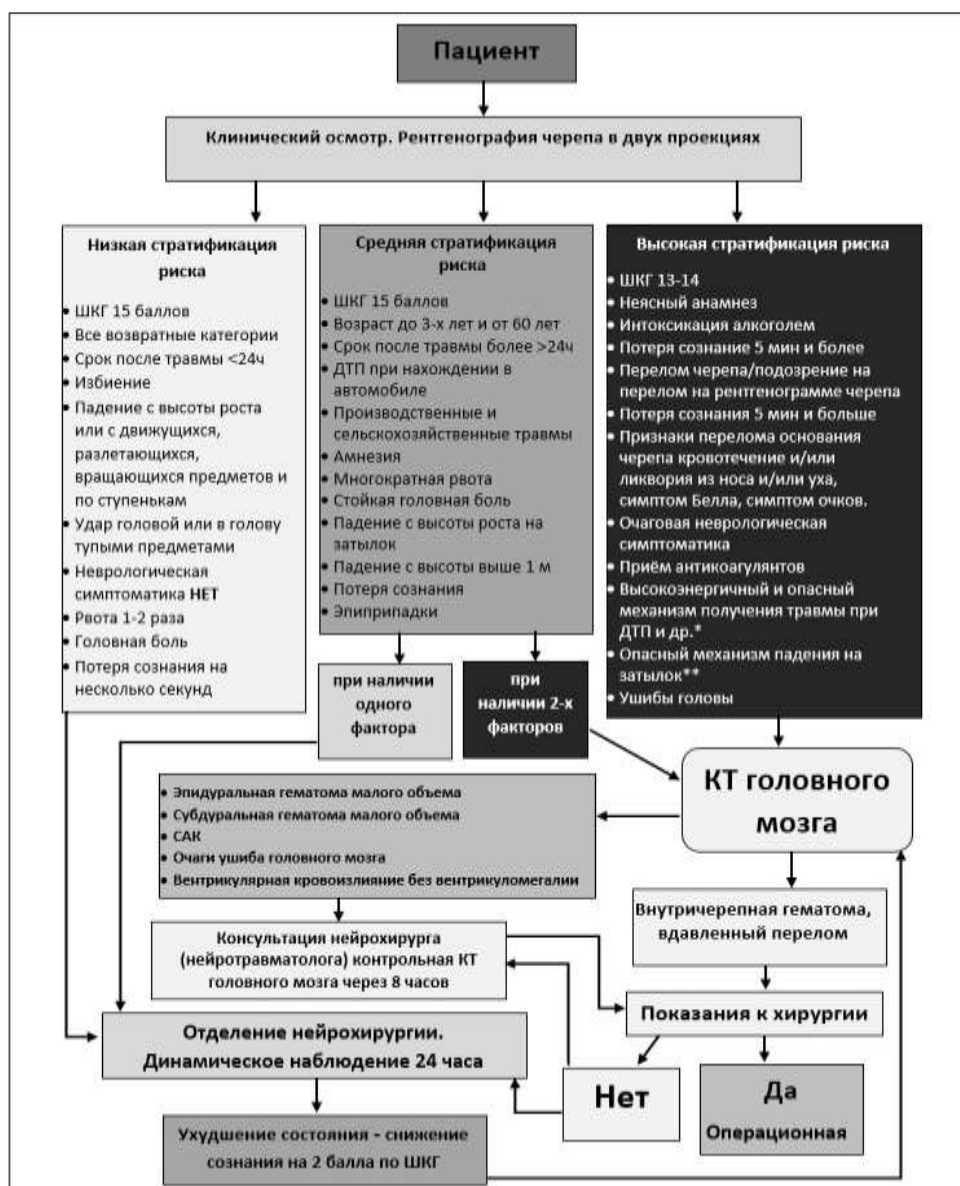 Пациент
Клинический осмотр. Рентгенография черепа в двух проекциях
Низкая стратификация
риска
• ШКГ 15 баллов
• Все возвратные категории
• Срок после травмы <24ч
• Избиение
• Падение с высоты роста
или с движущихся,
разлетающихся,
вращающихся предметов и
по ступенькам
• Удар головой или в голову
тупыми предметами
• Неврологическая
симптоматика НЕТ
• Рвота 1-2 раза
• Головная боль
• Потеря сознания на
несколько секунд
Средняя стратификация
риска
• ШКГ 15 баллов
• Возраст до 3-х лет и от 60 лет
• Срок после травмы более >24ч
• ДТП при нахождении в
автомобиле
• Производственные и
сельскохозяйственные травмы
• Амнезия
• Многократная рвота
• Стойкая головная боль
• Падение с высоты роста на
затылок
• Падение с высоты выше 1 м
• Потеря сознания
• Эпиприпадки
Высокая стратификация риска
• ШКГ 13-14
• Неясный анамнез
• Интоксикация алкоголем
• Потеря сознание 5 мин и более
• Перелом черепа/подозрение на
перелом на рентгенограмме черепа
• Потеря сознания 5 мин и больше
• Признаки перелома основания
черепа кровотечение и/или
ликвория из носа и/или уха,
симптом Белла, симптом очков.
• Очаговая неврологическая
симптоматика
• Приём антикоагулянтов
• Высокоэнергичный и опасный
механизм получения травмы при
ДТП и др.*
• Опасный механизм падения на
затылок**
• Ушибы головы
при наличии
одного
фактора
при
наличии 2-х
факторов
КТ головного
мозга
• Эпидуральная гематома малого объема
• Субдуральная гематома малого объема
• САК
• Очаги ушиба головного мозга
• Вентрикулярная кровоизлияние без вентрикуломегалии
Внутричерепная гематома,
вдавленный перелом
Консультация нейрохирурга
(нейротравматолога) контрольная КТ
головного мозга через 8 часов
Показания к хирургии
Отделение нейрохирургии.
Динамическое наблюдение 24 часа
Нет
Да
Операционная
Ухудшение состояния - снижение
сознания на 2 балла по ШКГ